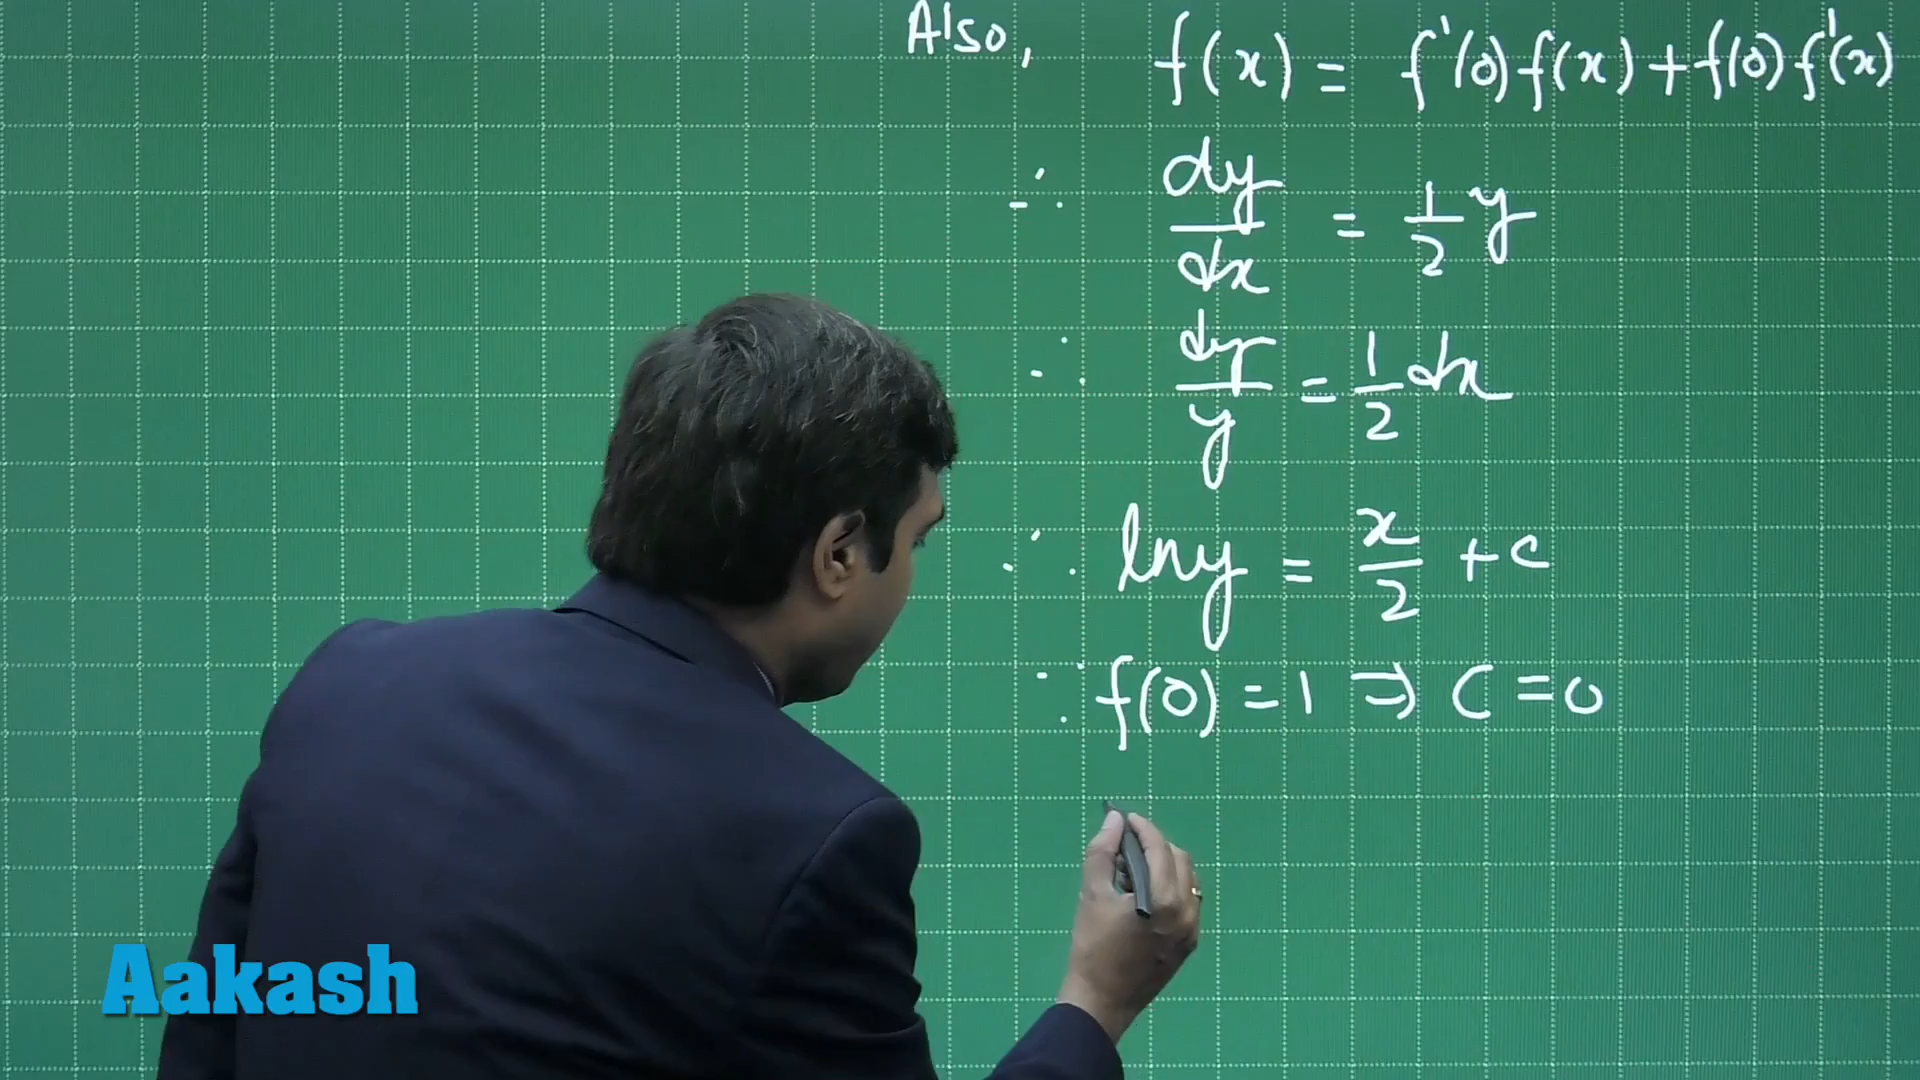 Also, f(x) = f'(0) f(x) + f(0) f'(x)
∴ dy/dx = 1/2 y
∴ dy/y = 1/2 dx
∴ lny = x/2 + c
∵ f(0) = 1 ⇒ C = 0
Aakash